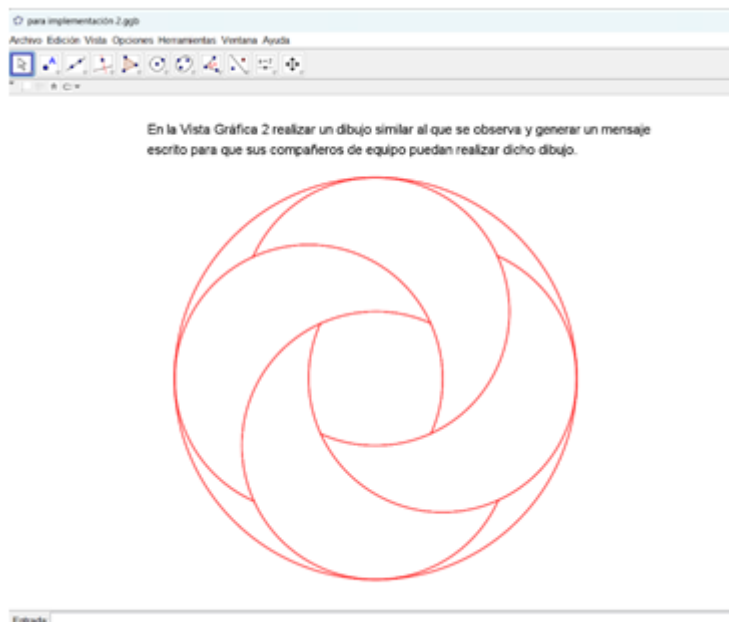 para implementación 2.ggb
Archivo Edición Vista Opciones Herramientas Ventana Ayuda
En la Vista Gráfica 2 realizar un dibujo similar al que se observa y generar un mensaje
escrito para que sus compañeros de equipo puedan realizar dicho dibujo.
Entrada